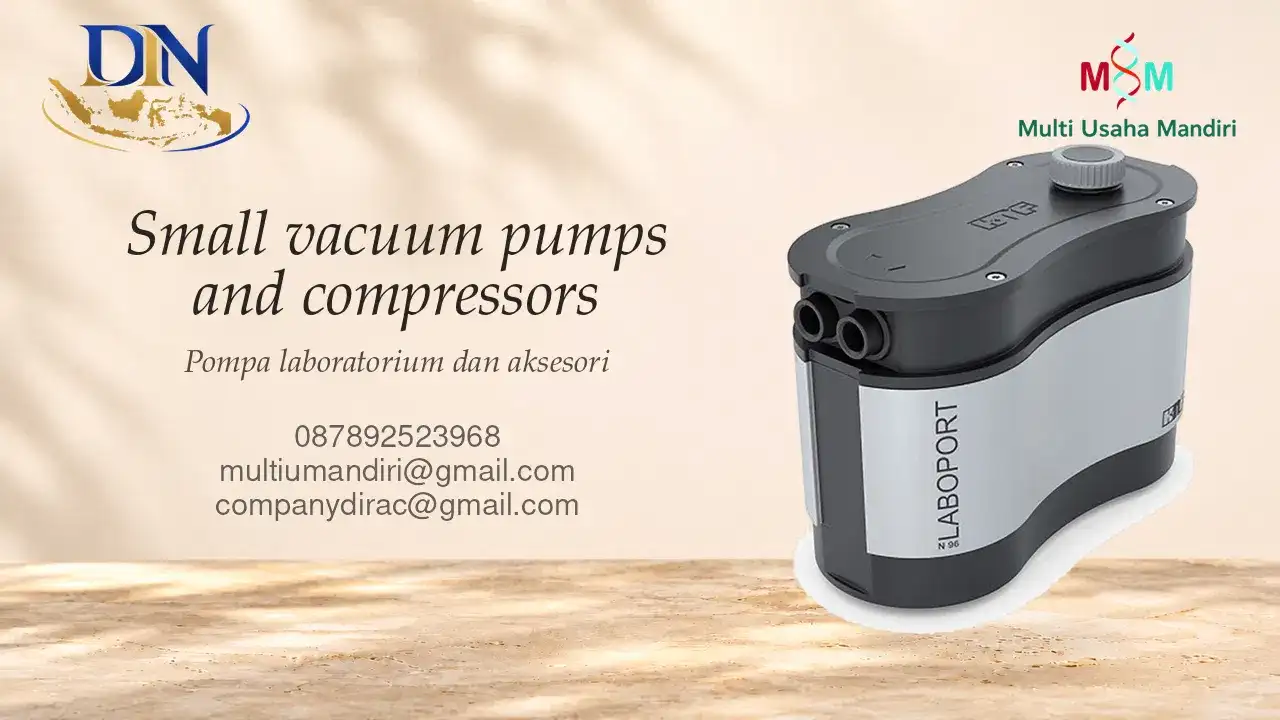 DIN
M M
Multi Usaha Mandiri
Small vacuum pumps
and compressors
Pompa laboratorium dan aksesori
087892523968
multiumandiri@gmail.com
companydirac@gmail.com
KNF
LABOPORT
N 96